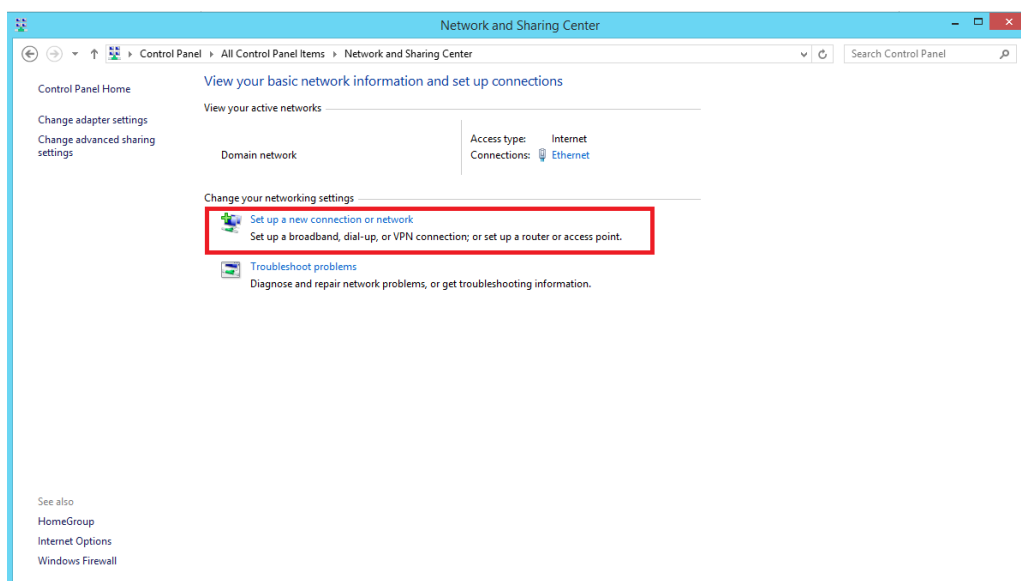 Network and Sharing Center
Control Panel Home
Change adapter settings
Change advanced sharing
settings
See also
HomeGroup
Internet Options
Windows Firewall
Control Panel All Control Panel Items Network and Sharing Center
Search Control Panel
View your basic network information and set up connections
View your active networks
Domain network
Access type: Internet
Connections: Ethernet
Change your networking settings
Set up a new connection or network
Set up a broadband, dial-up, or VPN connection; or set up a router or access point.
Troubleshoot problems
Diagnose and repair network problems, or get troubleshooting information.